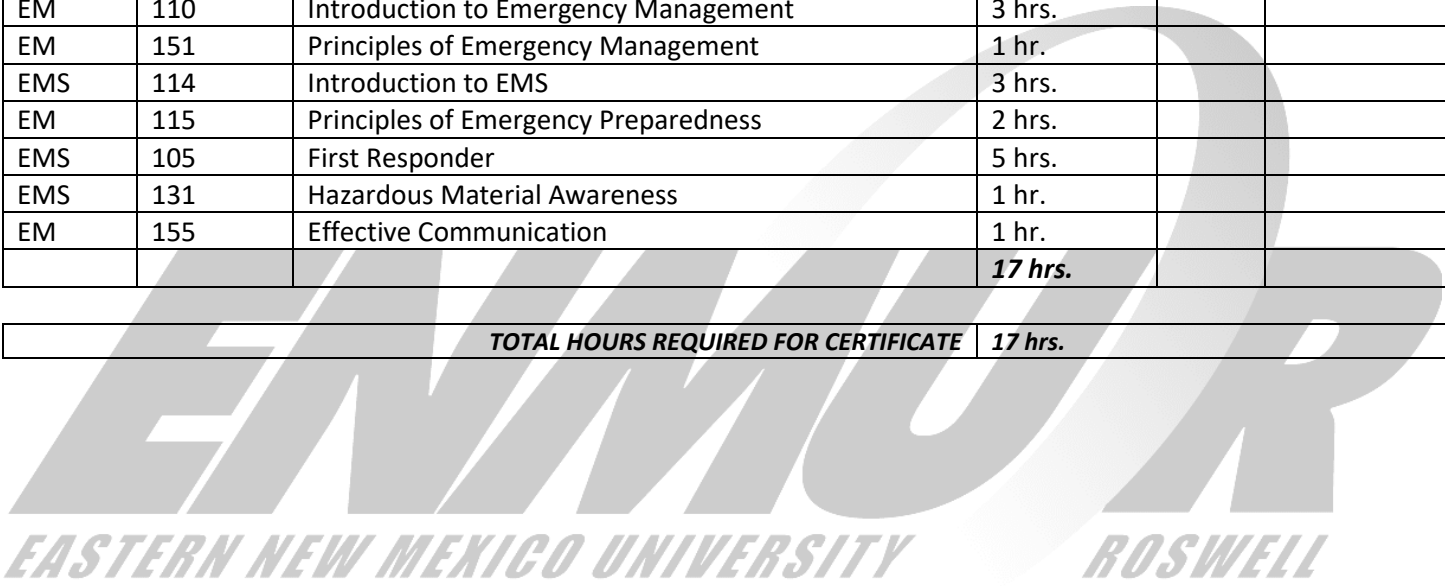 EM 110 Introduction to Emergency Management 3 hrs.
EM 151 Principles of Emergency Management 1 hr.
EMS 114 Introduction to EMS 3 hrs.
EM 115 Principles of Emergency Preparedness 2 hrs.
EMS 105 First Responder 5 hrs.
EMS 131 Hazardous Material Awareness 1 hr.
EM 155 Effective Communication 1 hr.
17 hrs.
TOTAL HOURS REQUIRED FOR CERTIFICATE 17 hrs.
ENMU R
EASTERN NEW MEXICO UNIVERSITY ROSWELL